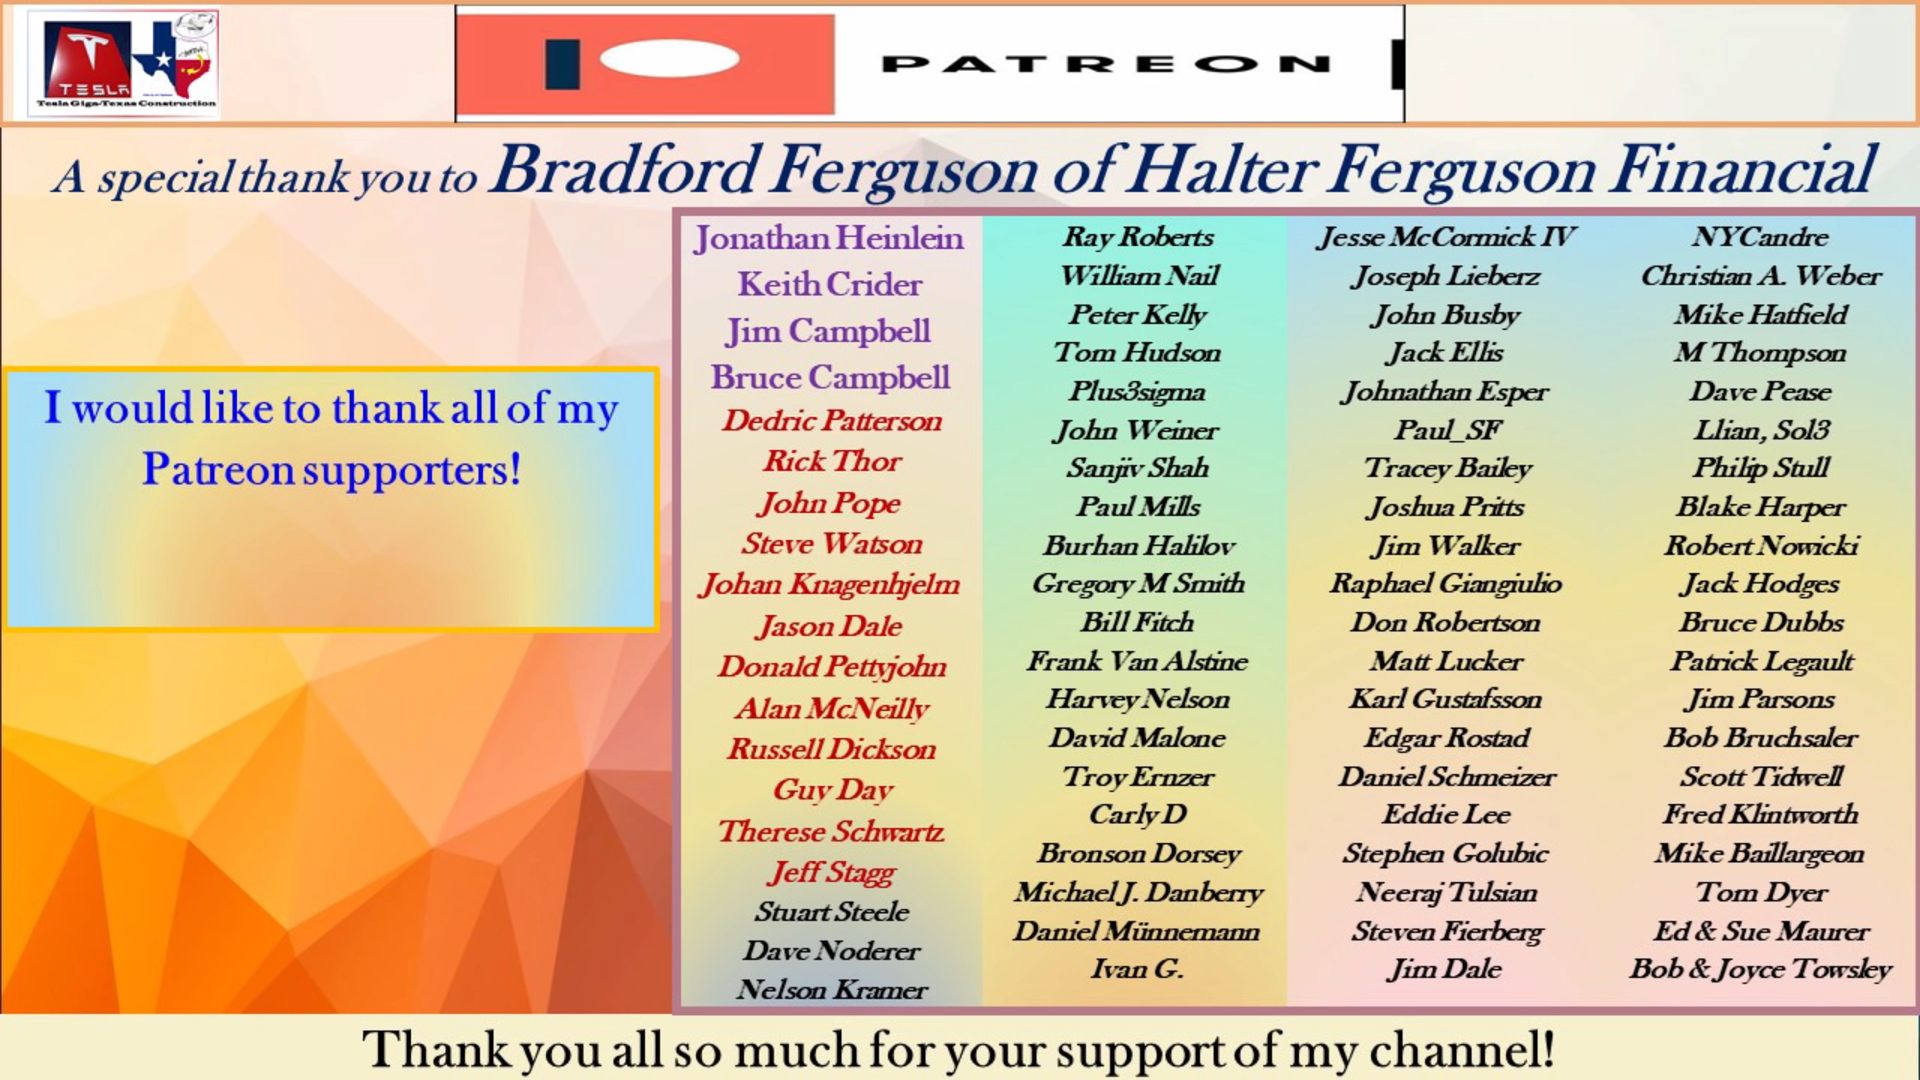 TESLA
Tesla Giga-Texas Construction
PATREON
A special thank you to Bradford Ferguson of Halter Ferguson Financial
I would like to thank all of my
Patreon supporters!
Jonathan Heinlein
Keith Crider
Jim Campbell
Bruce Campbell
Dedric Patterson
Rick Thor
John Pope
Steve Watson
Johan Knagenhjelm
Jason Dale
Donald Pettyjohn
Alan McNeilly
Russell Dickson
Guy Day
Therese Schwartz
Jeff Stagg
Stuart Steele
Dave Noderer
Nelson Kramer
Ray Roberts
William Nail
Peter Kelly
Tom Hudson
Plus3sigma
John Weiner
Sanjiv Shah
Paul Mills
Burhan Halilov
Gregory M Smith
Bill Fitch
Frank Van Alstine
Harvey Nelson
David Malone
Troy Ernzer
Carly D
Bronson Dorsey
Michael J. Danberry
Daniel Münnemann
Ivan G.
Jesse McCormick IV
Joseph Lieberz
John Busby
Jack Ellis
Johnathan Esper
Paul_SF
Tracey Bailey
Joshua Pritts
Jim Walker
Raphael Giangiulio
Don Robertson
Matt Lucker
Karl Gustafsson
Edgar Rostad
Daniel Schmeizer
Eddie Lee
Stephen Golubic
Neeraj Tulsian
Steven Fierberg
Jim Dale
NYCandre
Christian A. Weber
Mike Hatfield
M Thompson
Dave Pease
Llian, Sol3
Philip Stull
Blake Harper
Robert Nowicki
Jack Hodges
Bruce Dubbs
Patrick Legault
Jim Parsons
Bob Bruchsaler
Scott Tidwell
Fred Klintworth
Mike Baillargeon
Tom Dyer
Ed & Sue Maurer
Bob & Joyce Towsley
Thank you all so much for your support of my channel!